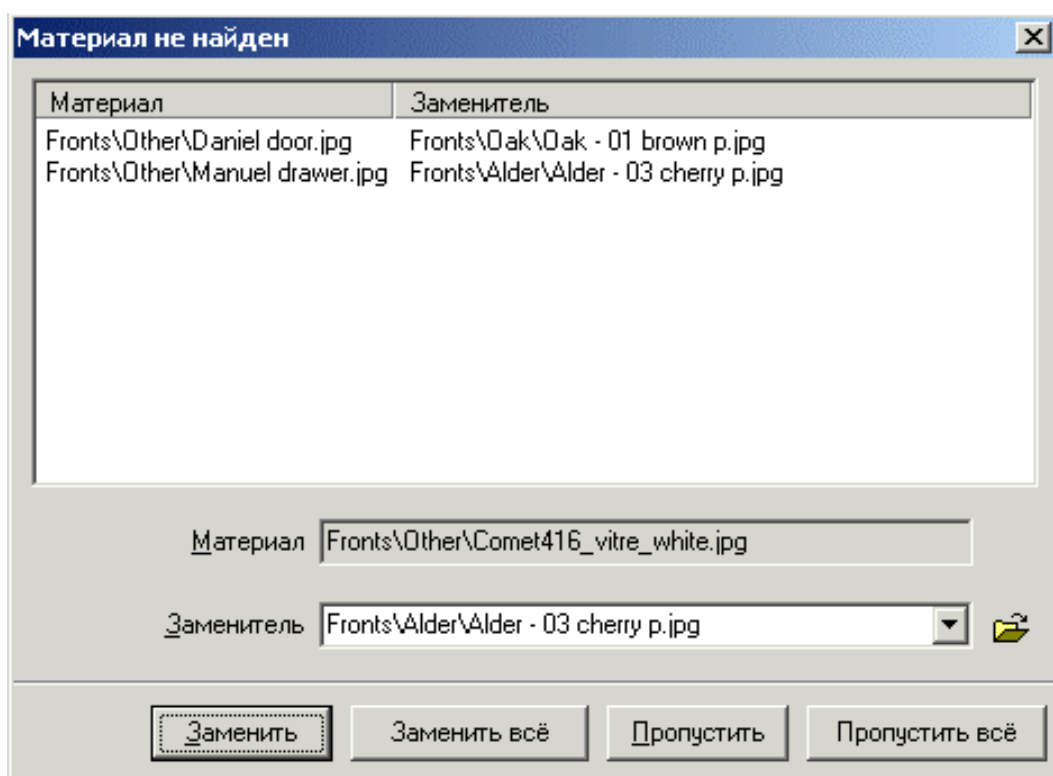 Материал не найден
Материал Заменитель
Fronts\Other\Daniel door.jpg Fronts\Oak\Oak - 01 brown p.jpg
Fronts\Other\Manuel drawer.jpg Fronts\Alder\Alder - 03 cherry p.jpg
Материал Fronts\Other\Comet416_vitre_white.jpg
Заменитель Fronts\Alder\Alder - 03 cherry p.jpg
Заменить Заменить всё Пропустить Пропустить всё